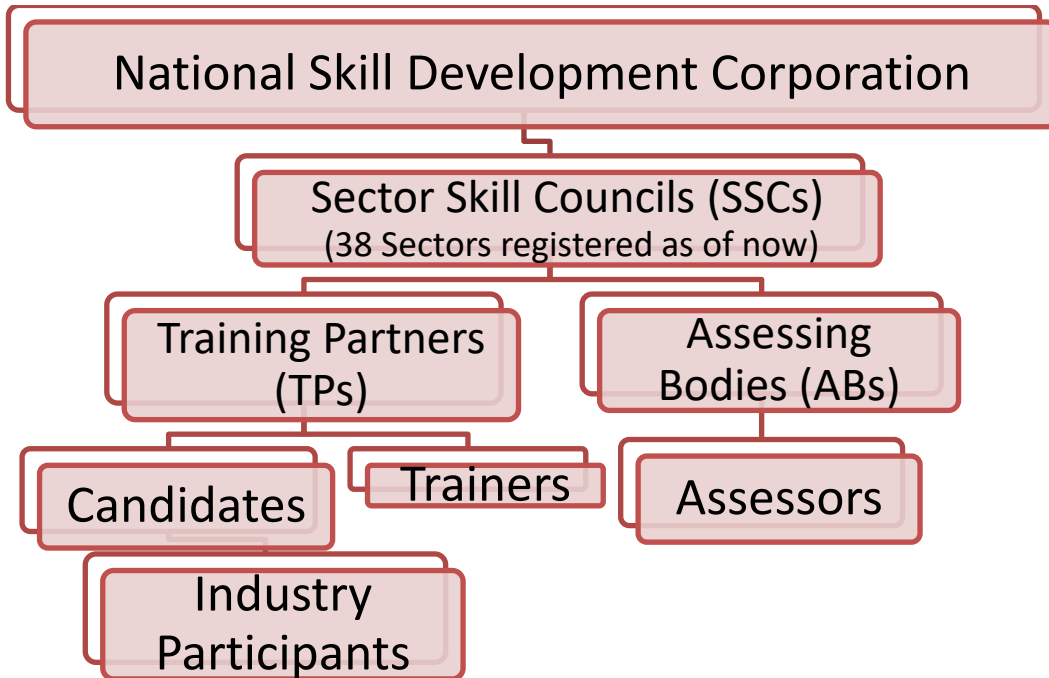 National Skill Development Corporation
Sector Skill Councils (SSCs)
(38 Sectors registered as of now)
Training Partners
(TPs)
Assessing
Bodies (ABs)
Candidates
Trainers
Assessors
Industry
Participants